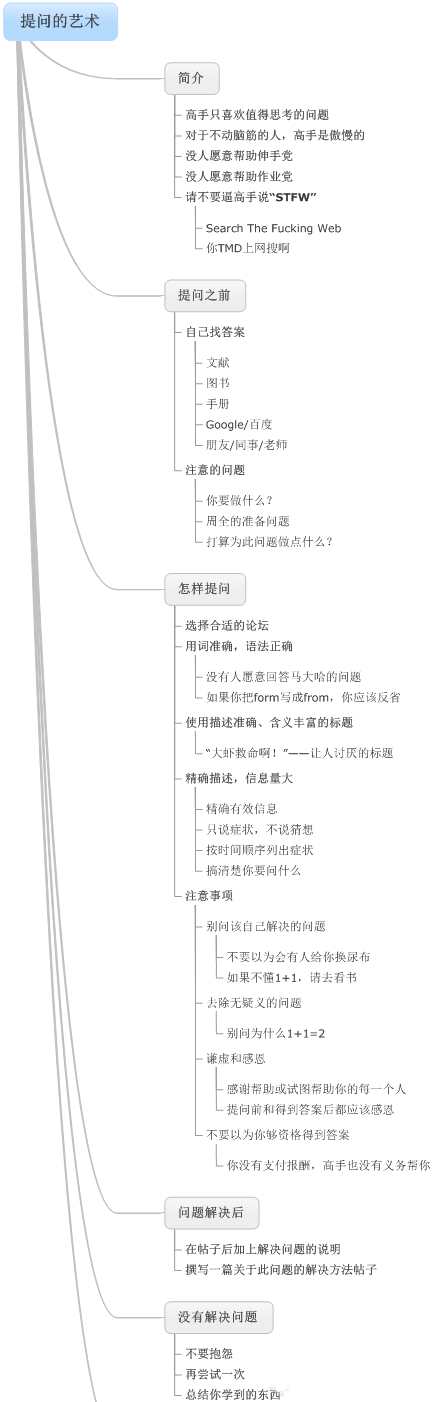 提问的艺术
简介
高手只喜欢值得思考的问题
对于不动脑筋的人，高手是傲慢的
没人愿意帮助伸手党
没人愿意帮助作业党
请不要逼高手说“STFW”
Search The Fucking Web
你TMD上网搜啊
提问之前
自己找答案
文献
图书
手册
Google/百度
朋友/同事/老师
注意的问题
你要做什么？
周全的准备问题
打算为此问题做点什么？
怎样提问
选择合适的论坛
用词准确，语法正确
没有人愿意回答马大哈的问题
如果你把form写成from，你应该反省
使用描述准确、含义丰富的标题
“大虾救命啊！”——让人讨厌的标题
精确描述，信息量大
精确有效信息
只说症状，不说猜想
按时间顺序列出症状
搞清楚你要问什么
注意事项
别问该自己解决的问题
不要以为会有人给你换尿布
如果不懂1+1，请去看书
去除无疑义的问题
别问为什么1+1=2
谦虚和感恩
感谢帮助或试图帮助你的每一个人
提问前和得到答案后都应该感恩
不要以为你够资格得到答案
你没有支付报酬，高手也没有义务帮你
问题解决后
在帖子后加上解决问题的说明
撰写一篇关于此问题的解决方法帖子
没有解决问题
不要抱怨
再尝试一次
总结你学到的东西